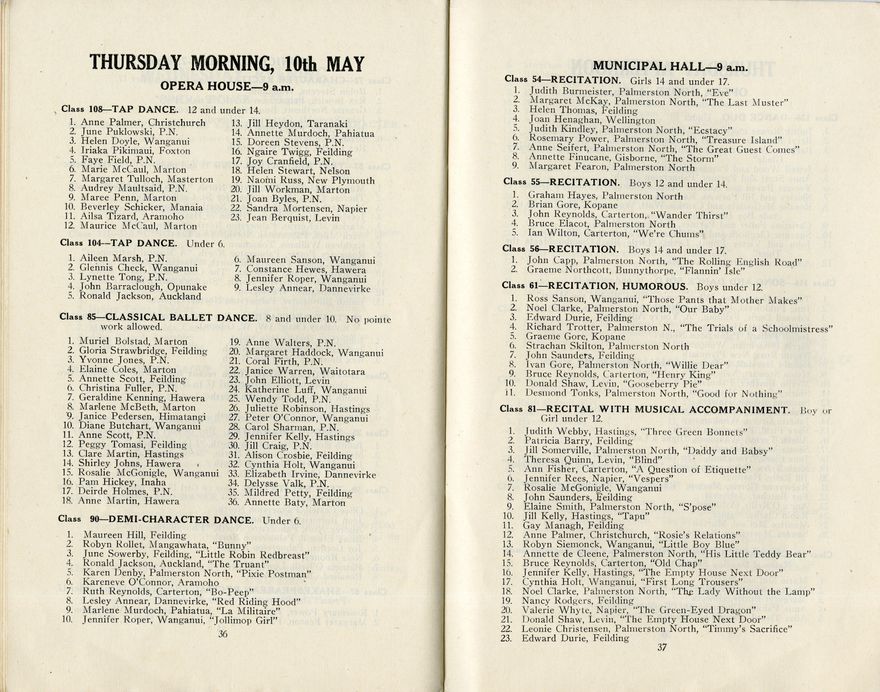 THURSDAY MORNING, 10th MAY
OPERA HOUSE—9 a.m.
Class 108—TAP DANCE. 12 and under 14.
1. Anne Palmer, Christchurch
2. June Puklowski, P.N.
3. Helen Doyle, Wanganui
4. Iriaka Pikimaui, Foxton
5. Faye Field, P.N.
6. Marie McCaul, Marton
7. Margaret Tulloch, Masterton
8. Audrey Maultsaid, P.N.
9. Maree Penn, Marton
10. Beverley Schicker, Manaia
11. Ailsa Tizard, Aramoho
12. Maurice McCaul, Marton
13. Jill Heydon, Taranaki
14. Annette Murdoch, Pahiatua
15. Doreen Stevens, P.N.
16. Ngaire Twigg, Feilding
17. Joy Cranfield, P.N.
18. Helen Stewart, Nelson
19. Naomi Russ, New Plymouth
20. Jill Workman, Marton
21. Joan Byles, P.N.
22. Sandra Mortensen, Napier
23. Jean Berquist, Levin
Class 104—TAP DANCE. Under 6.
1. Aileen Marsh, P.N.
2. Glennis Check, Wanganui
3. Lynette Tong, P.N.
4. John Barraclough, Opunake
5. Ronald Jackson, Auckland
6. Maureen Sanson, Wanganui
7. Constance Hewes, Hawera
8. Jennifer Roper, Wanganui
9. Lesley Annear, Dannevirke
Class 85—CLASSICAL BALLET DANCE. 8 and under 10. No pointe
work allowed.
1. Muriel Bolstad, Marton
2. Gloria Strawbridge, Feilding
3. Yvonne Jones, P.N.
4. Elaine Coles, Marton
5. Annette Scott, Feilding
6. Christina Fuller, P.N.
7. Geraldine Kenning, Hawera
8. Marlene McBeth, Marton
9. Janice Pedersen, Himatangi
10. Diane Butchart, Wanganui
11. Anne Scott, P.N.
12. Peggy Tomasi, Feilding
13. Clare Martin, Hastings
14. Shirley Johns, Hawera
15. Rosalie McGonigle, Wanganui
16. Pam Hickey, Inaha
17. Deirde Holmes, P.N.
18. Anne Martin, Hawera
19. Anne Walters, P.N.
20. Margaret Haddock, Wanganui
21. Coral Firth, P.N.
22. Janice Warren, Waitotara
23. John Elliott, Levin
24. Katherine Luff, Wanganui
25. Wendy Todd, P.N.
26. Juliette Robinson, Hastings
27. Peter O'Connor, Wanganui
28. Carol Sharman, P.N.
29. Jennifer Kelly, Hastings
30. Jill Craig, P.N.
31. Alison Crosbie, Feilding
32. Cynthia Holt, Wanganui
33. Elizabeth Irvine, Dannevirke
34. Delysse Valk, P.N.
35. Mildred Petty, Feilding
36. Annette Baty, Marton
Class 90—DEMI-CHARACTER DANCE. Under 6.
1. Maureen Hill, Feilding
2. Robyn Rollet, Mangawhata, "Bunny"
3. June Sowerby, Feilding, "Little Robin Redbreast"
4. Ronald Jackson, Auckland, "The Truant"
5. Karen Denby, Palmerston North, "Pixie Postman"
6. Kareneve O'Connor, Aramoho
7. Ruth Reynolds, Carterton, "Bo-Peep"
8. Lesley Annear, Dannevirke, "Red Riding Hood"
9. Marlene Murdoch, Pahiatua, "La Militaire"
10. Jennifer Roper, Wanganui, "Jollimop Girl"
36
MUNICIPAL HALL—9 a.m.
Class 54—RECITATION. Girls 14 and under 17.
1. Judith Burmeister, Palmerston North, "Eve"
2. Margaret McKay, Palmerston North, "The Last Muster"
3. Helen Thomas, Feilding
4. Joan Henaghan, Wellington
5. Judith Kindley, Palmerston North, "Ecstacy"
6. Rosemary Power, Palmerston North, "Treasure Island"
7. Anne Seifert, Palmerston North, "The Great Guest Comes"
8. Annette Finucane, Gisborne, "The Storm"
9. Margaret Fearon, Palmerston North
Class 55—RECITATION. Boys 12 and under 14.
1. Graham Hayes, Palmerston North
2. Brian Gore, Kopane
3. John Reynolds, Carterton, "Wander Thirst"
4. Bruce Elacot, Palmerston North
5. Ian Wilton, Carterton, "We're Chums"
Class 56—RECITATION. Boys 14 and under 17.
1. John Capp, Palmerston North, "The Rolling English Road"
2. Graeme Northcott, Bunnythorpe, "Flannin' Isle"
Class 61—RECITATION, HUMOROUS. Boys under 12.
1. Ross Sanson, Wanganui, "Those Pants that Mother Makes"
2. Noel Clarke, Palmerston North, "Our Baby"
3. Edward Durie, Feilding
4. Richard Trotter, Palmerston N., "The Trials of a Schoolmistress"
5. Graeme Gore, Kopane
6. Strachan Skilton, Palmerston North
7. John Saunders, Feilding
8. Ivan Gore, Palmerston North, "Willie Dear"
9. Bruce Reynolds, Carterton, "Henry King"
10. Donald Shaw, Levin, "Gooseberry Pie"
11. Desmond Tonks, Palmerston North, "Good for Nothing"
Class 81—RECITAL WITH MUSICAL ACCOMPANIMENT. Boy or
Girl under 12.
1. Judith Webby, Hastings, "Three Green Bonnets"
2. Patricia Barry, Feilding
3. Jill Somerville, Palmerston North, "Daddy and Babsy"
4. Theresa Quinn, Levin, "Blind"
5. Ann Fisher, Carterton, "A Question of Etiquette"
6. Jennifer Rees, Napier, "Vespers"
7. Rosalie McGonigle, Wanganui
8. John Saunders, Feilding
9. Elaine Smith, Palmerston North, "S'pose"
10. Jill Kelly, Hastings, "Tapu"
11. Gay Managh, Feilding
12. Anne Palmer, Christchurch, "Rosie's Relations"
13. Robyn Siemonck, Wanganui, "Little Boy Blue"
14. Annette de Cleene, Palmerston North, "His Little Teddy Bear"
15. Bruce Reynolds, Carterton, "Old Chap"
16. Jennifer Kelly, Hastings, "The Empty House Next Door"
17. Cynthia Holt, Wanganui, "First Long Trousers"
18. Noel Clarke, Palmerston North, "The Lady Without the Lamp"
19. Nancy Rodgers, Feilding
20. Valerie Whyte, Napier, "The Green-Eyed Dragon"
21. Donald Shaw, Levin, "The Empty House Next Door"
22. Leonie Christensen, Palmerston North, "Timmy's Sacrifice"
23. Edward Durie, Feilding
37